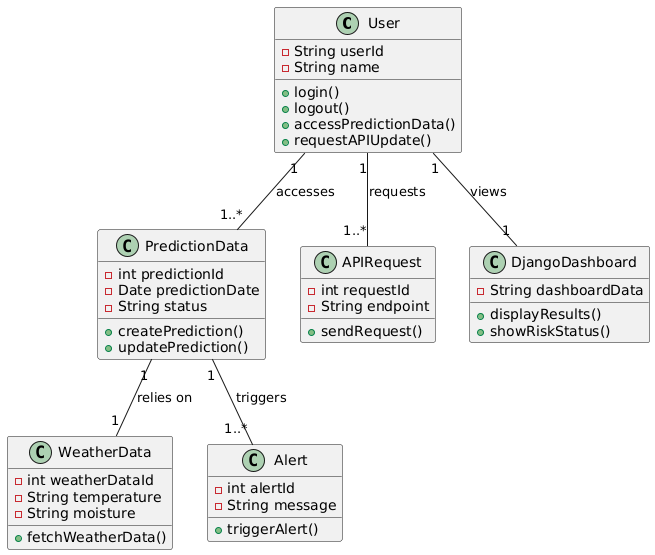 C User
String userId
String name
login()
logout()
accessPredictionData()
requestAPIUpdate()
1 1 1
accesses requests views
1..* 1..* 1
C PredictionData
int predictionId
Date predictionDate
String status
createPrediction()
updatePrediction()
C APIRequest
int requestId
String endpoint
sendRequest()
C DjangoDashboard
String dashboardData
displayResults()
showRiskStatus()
1 1
relies on triggers
1 1..*
C WeatherData
int weatherDataId
String temperature
String moisture
fetchWeatherData()
C Alert
int alertId
String message
triggerAlert()